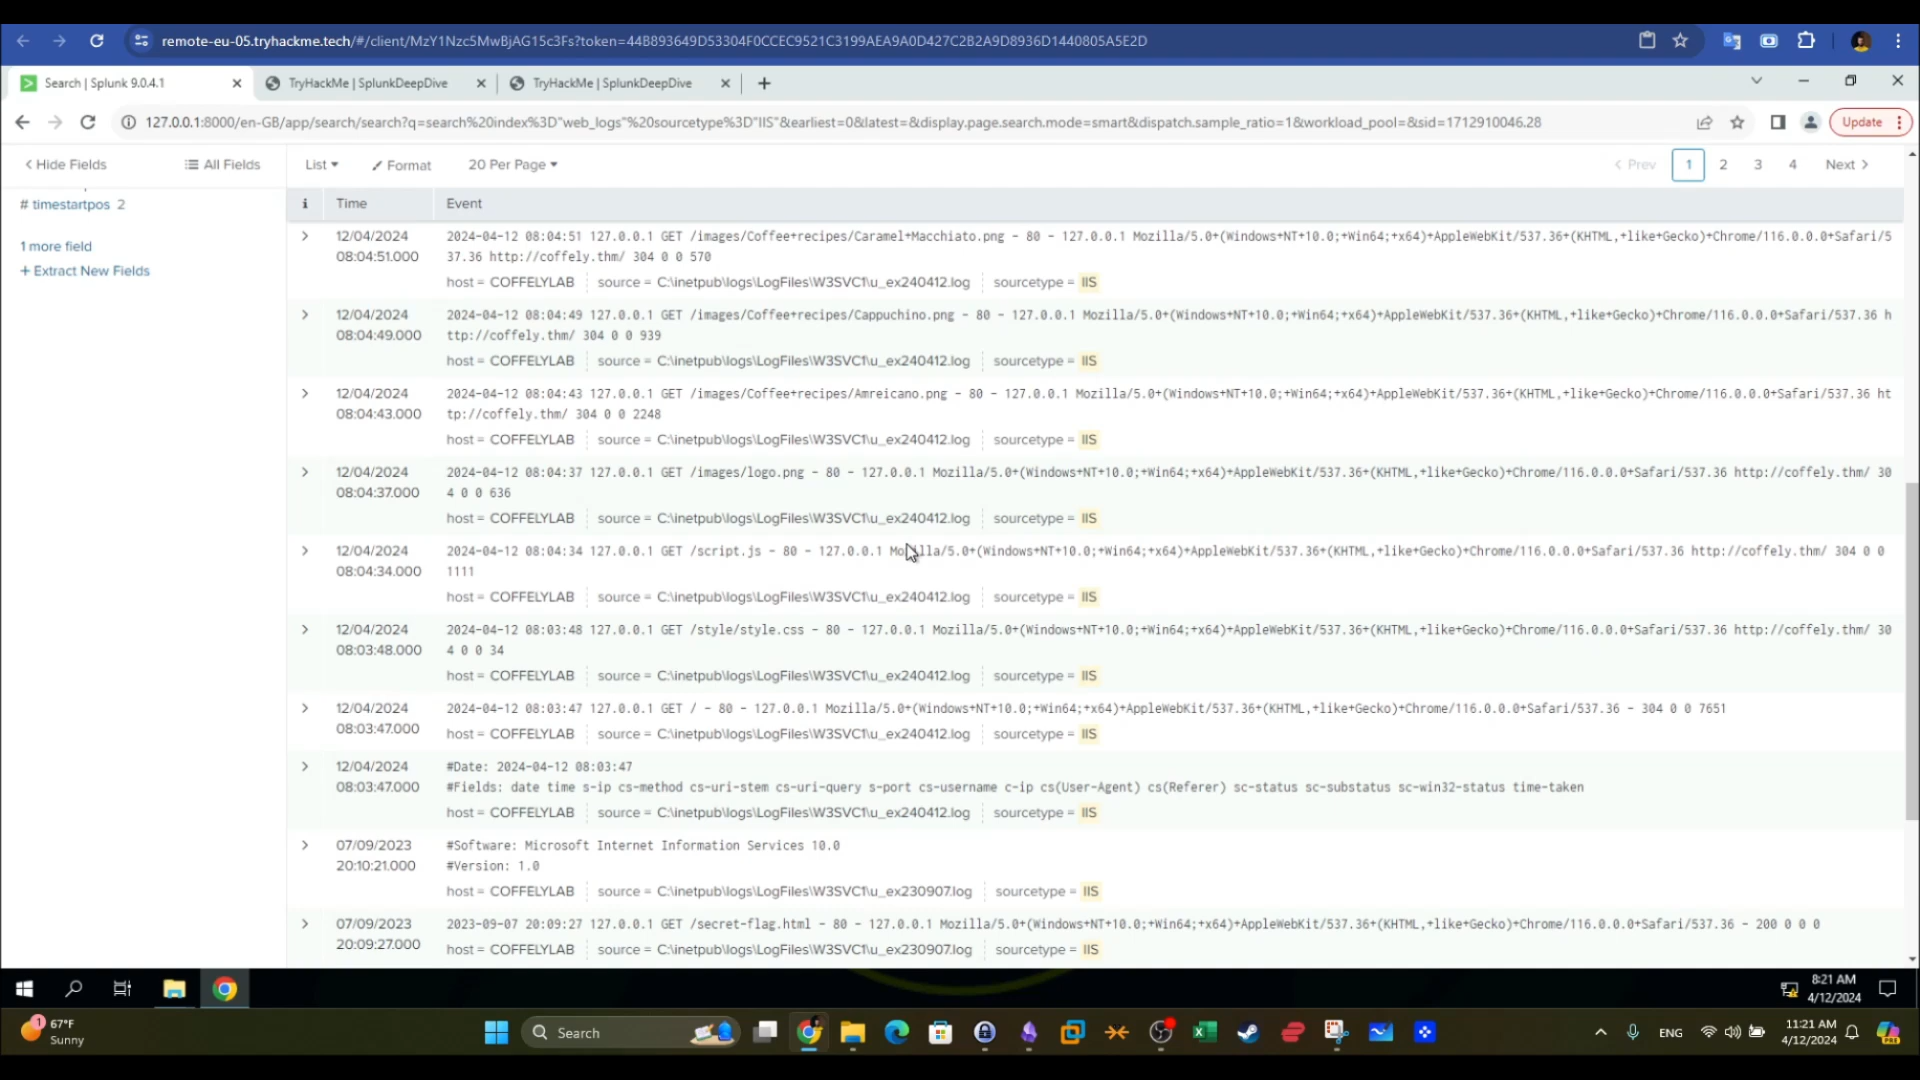 remote-eu-05.tryhackme.tech/#/client/MzY1Nzc5MwBjAG15c3Fs?token=44B893649D53304F0CCEC9521C3199AEA9A0D427C2B2A9D8936D1440805A5E2D
Search | Splunk 9.0.4.1
TryHackMe | SplunkDeepDive
TryHackMe | SplunkDeepDive
127.0.0.1:8000/en-GB/app/search/search?q=search%20index%3D"web_logs"%20sourcetype%3D"IIS"&earliest=0&latest=&display.page.search.mode=smart&dispatch.sample_ratio=1&workload_pool=&sid=1712910046.28
Update
Hide Fields
All Fields
List
Format
20 Per Page
Prev
1
2
3
4
Next
# timestartpos 2
1 more field
+ Extract New Fields
i
Time
Event
12/04/2024
08:04:51.000
2024-04-12 08:04:51 127.0.0.1 GET /images/Coffee+recipes/Caramel+Macchiato.png - 80 - 127.0.0.1 Mozilla/5.0+(Windows+NT+10.0;+Win64;+x64)+AppleWebKit/537.36+(KHTML,+like+Gecko)+Chrome/116.0.0.0+Safari/5
37.36 http://coffely.thm/ 304 0 0 570
host = COFFELYLAB source = C:\inetpub\logs\LogFiles\W3SVC1\u_ex240412.log sourcetype = IIS
12/04/2024
08:04:49.000
2024-04-12 08:04:49 127.0.0.1 GET /images/Coffee+recipes/Cappuchino.png - 80 - 127.0.0.1 Mozilla/5.0+(Windows+NT+10.0;+Win64;+x64)+AppleWebKit/537.36+(KHTML,+like+Gecko)+Chrome/116.0.0.0+Safari/537.36 h
ttp://coffely.thm/ 304 0 0 939
host = COFFELYLAB source = C:\inetpub\logs\LogFiles\W3SVC1\u_ex240412.log sourcetype = IIS
12/04/2024
08:04:43.000
2024-04-12 08:04:43 127.0.0.1 GET /images/Coffee+recipes/Amreicano.png - 80 - 127.0.0.1 Mozilla/5.0+(Windows+NT+10.0;+Win64;+x64)+AppleWebKit/537.36+(KHTML,+like+Gecko)+Chrome/116.0.0.0+Safari/537.36 ht
tp://coffely.thm/ 304 0 0 2248
host = COFFELYLAB source = C:\inetpub\logs\LogFiles\W3SVC1\u_ex240412.log sourcetype = IIS
12/04/2024
08:04:37.000
2024-04-12 08:04:37 127.0.0.1 GET /images/logo.png - 80 - 127.0.0.1 Mozilla/5.0+(Windows+NT+10.0;+Win64;+x64)+AppleWebKit/537.36+(KHTML,+like+Gecko)+Chrome/116.0.0.0+Safari/537.36 http://coffely.thm/ 30
4 0 0 636
host = COFFELYLAB source = C:\inetpub\logs\LogFiles\W3SVC1\u_ex240412.log sourcetype = IIS
12/04/2024
08:04:34.000
2024-04-12 08:04:34 127.0.0.1 GET /script.js - 80 - 127.0.0.1 Mozilla/5.0+(Windows+NT+10.0;+Win64;+x64)+AppleWebKit/537.36+(KHTML,+like+Gecko)+Chrome/116.0.0.0+Safari/537.36 http://coffely.thm/ 304 0 0
1111
host = COFFELYLAB source = C:\inetpub\logs\LogFiles\W3SVC1\u_ex240412.log sourcetype = IIS
12/04/2024
08:03:48.000
2024-04-12 08:03:48 127.0.0.1 GET /style/style.css - 80 - 127.0.0.1 Mozilla/5.0+(Windows+NT+10.0;+Win64;+x64)+AppleWebKit/537.36+(KHTML,+like+Gecko)+Chrome/116.0.0.0+Safari/537.36 http://coffely.thm/ 30
4 0 0 34
host = COFFELYLAB source = C:\inetpub\logs\LogFiles\W3SVC1\u_ex240412.log sourcetype = IIS
12/04/2024
08:03:47.000
2024-04-12 08:03:47 127.0.0.1 GET / - 80 - 127.0.0.1 Mozilla/5.0+(Windows+NT+10.0;+Win64;+x64)+AppleWebKit/537.36+(KHTML,+like+Gecko)+Chrome/116.0.0.0+Safari/537.36 - 304 0 0 7651
host = COFFELYLAB source = C:\inetpub\logs\LogFiles\W3SVC1\u_ex240412.log sourcetype = IIS
12/04/2024
08:03:47.000
#Date: 2024-04-12 08:03:47
#Fields: date time s-ip cs-method cs-uri-stem cs-uri-query s-port cs-username c-ip cs(User-Agent) cs(Referer) sc-status sc-substatus sc-win32-status time-taken
host = COFFELYLAB source = C:\inetpub\logs\LogFiles\W3SVC1\u_ex240412.log sourcetype = IIS
07/09/2023
20:10:21.000
#Software: Microsoft Internet Information Services 10.0
#Version: 1.0
host = COFFELYLAB source = C:\inetpub\logs\LogFiles\W3SVC1\u_ex230907.log sourcetype = IIS
07/09/2023
20:09:27.000
2023-09-07 20:09:27 127.0.0.1 GET /secret-flag.html - 80 - 127.0.0.1 Mozilla/5.0+(Windows+NT+10.0;+Win64;+x64)+AppleWebKit/537.36+(KHTML,+like+Gecko)+Chrome/116.0.0.0+Safari/537.36 - 200 0 0 0
host = COFFELYLAB source = C:\inetpub\logs\LogFiles\W3SVC1\u_ex230907.log sourcetype = IIS
8:21 AM
4/12/2024
1
67°F
Sunny
Search
ENG
11:21 AM
4/12/2024